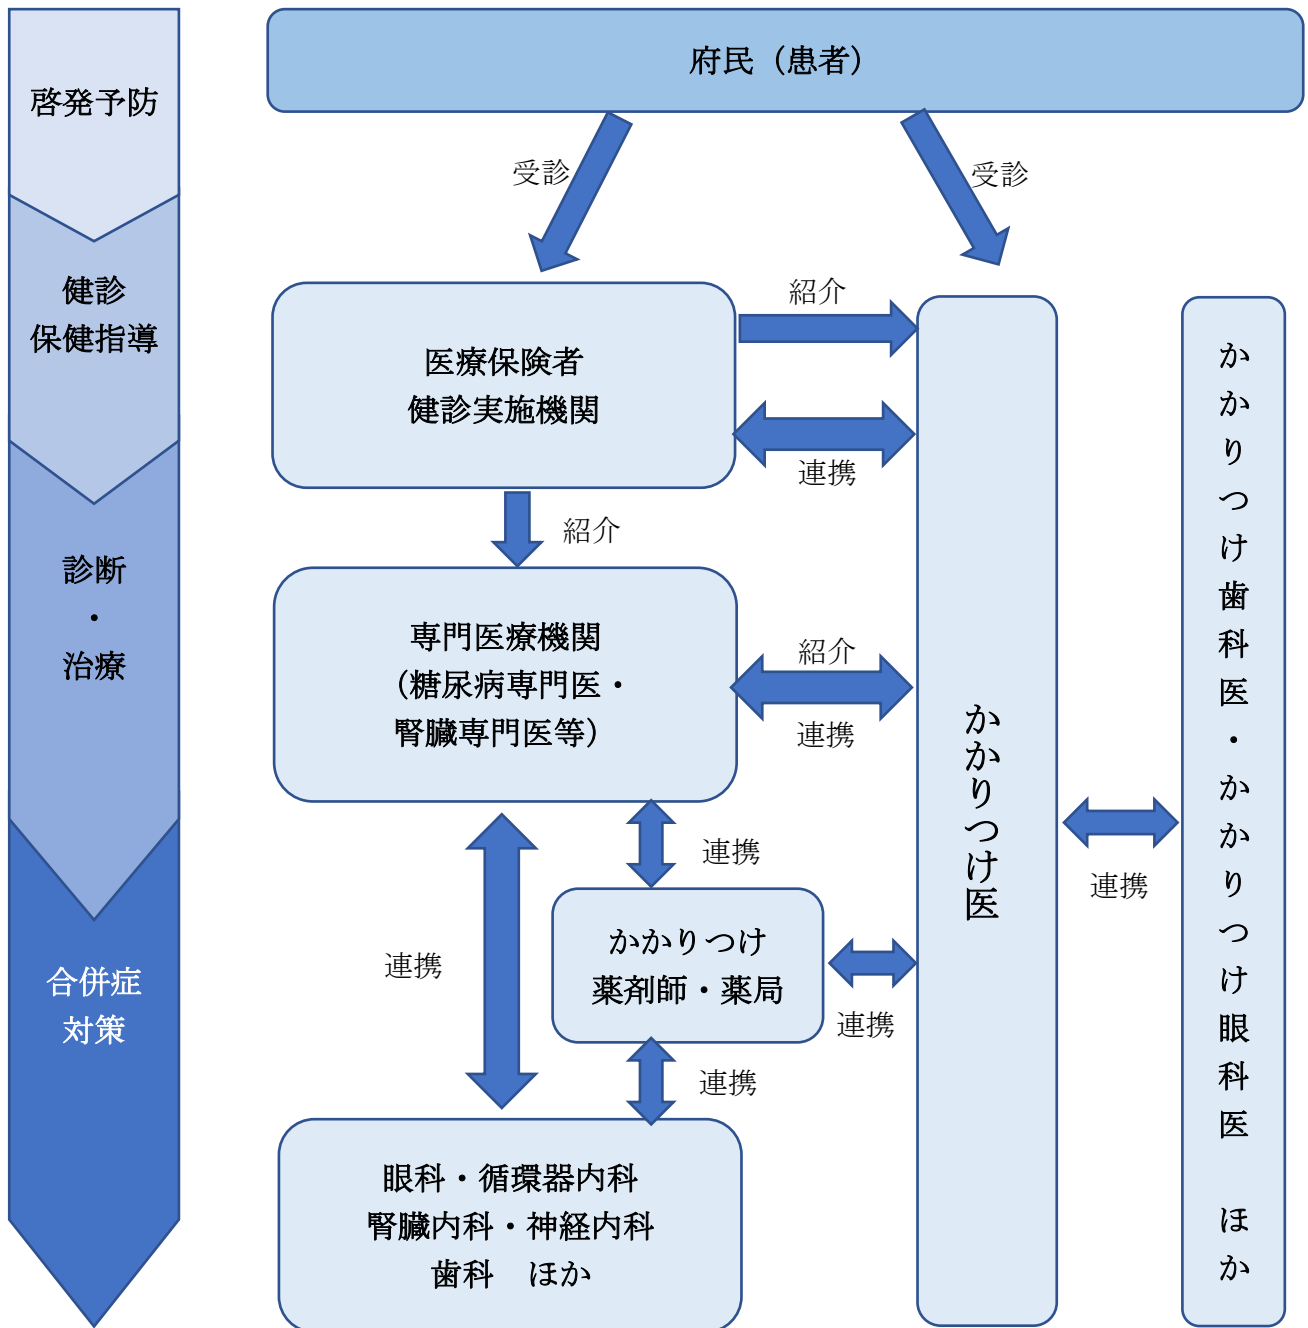 府民（患者）
啓発予防
受診
受診
健診
保健指導
医療保険者
健診実施機関
紹介
連携
紹介
診断
・
治療
専門医療機関
（糖尿病専門医・
腎臓専門医等）
紹介
連携
かかりつけ医
かかりつけ歯科医・かかりつけ眼科医　ほか
連携
連携
かかりつけ
薬剤師・薬局
連携
連携
連携
合併症
対策
眼科・循環器内科
腎臓内科・神経内科
歯科　ほか